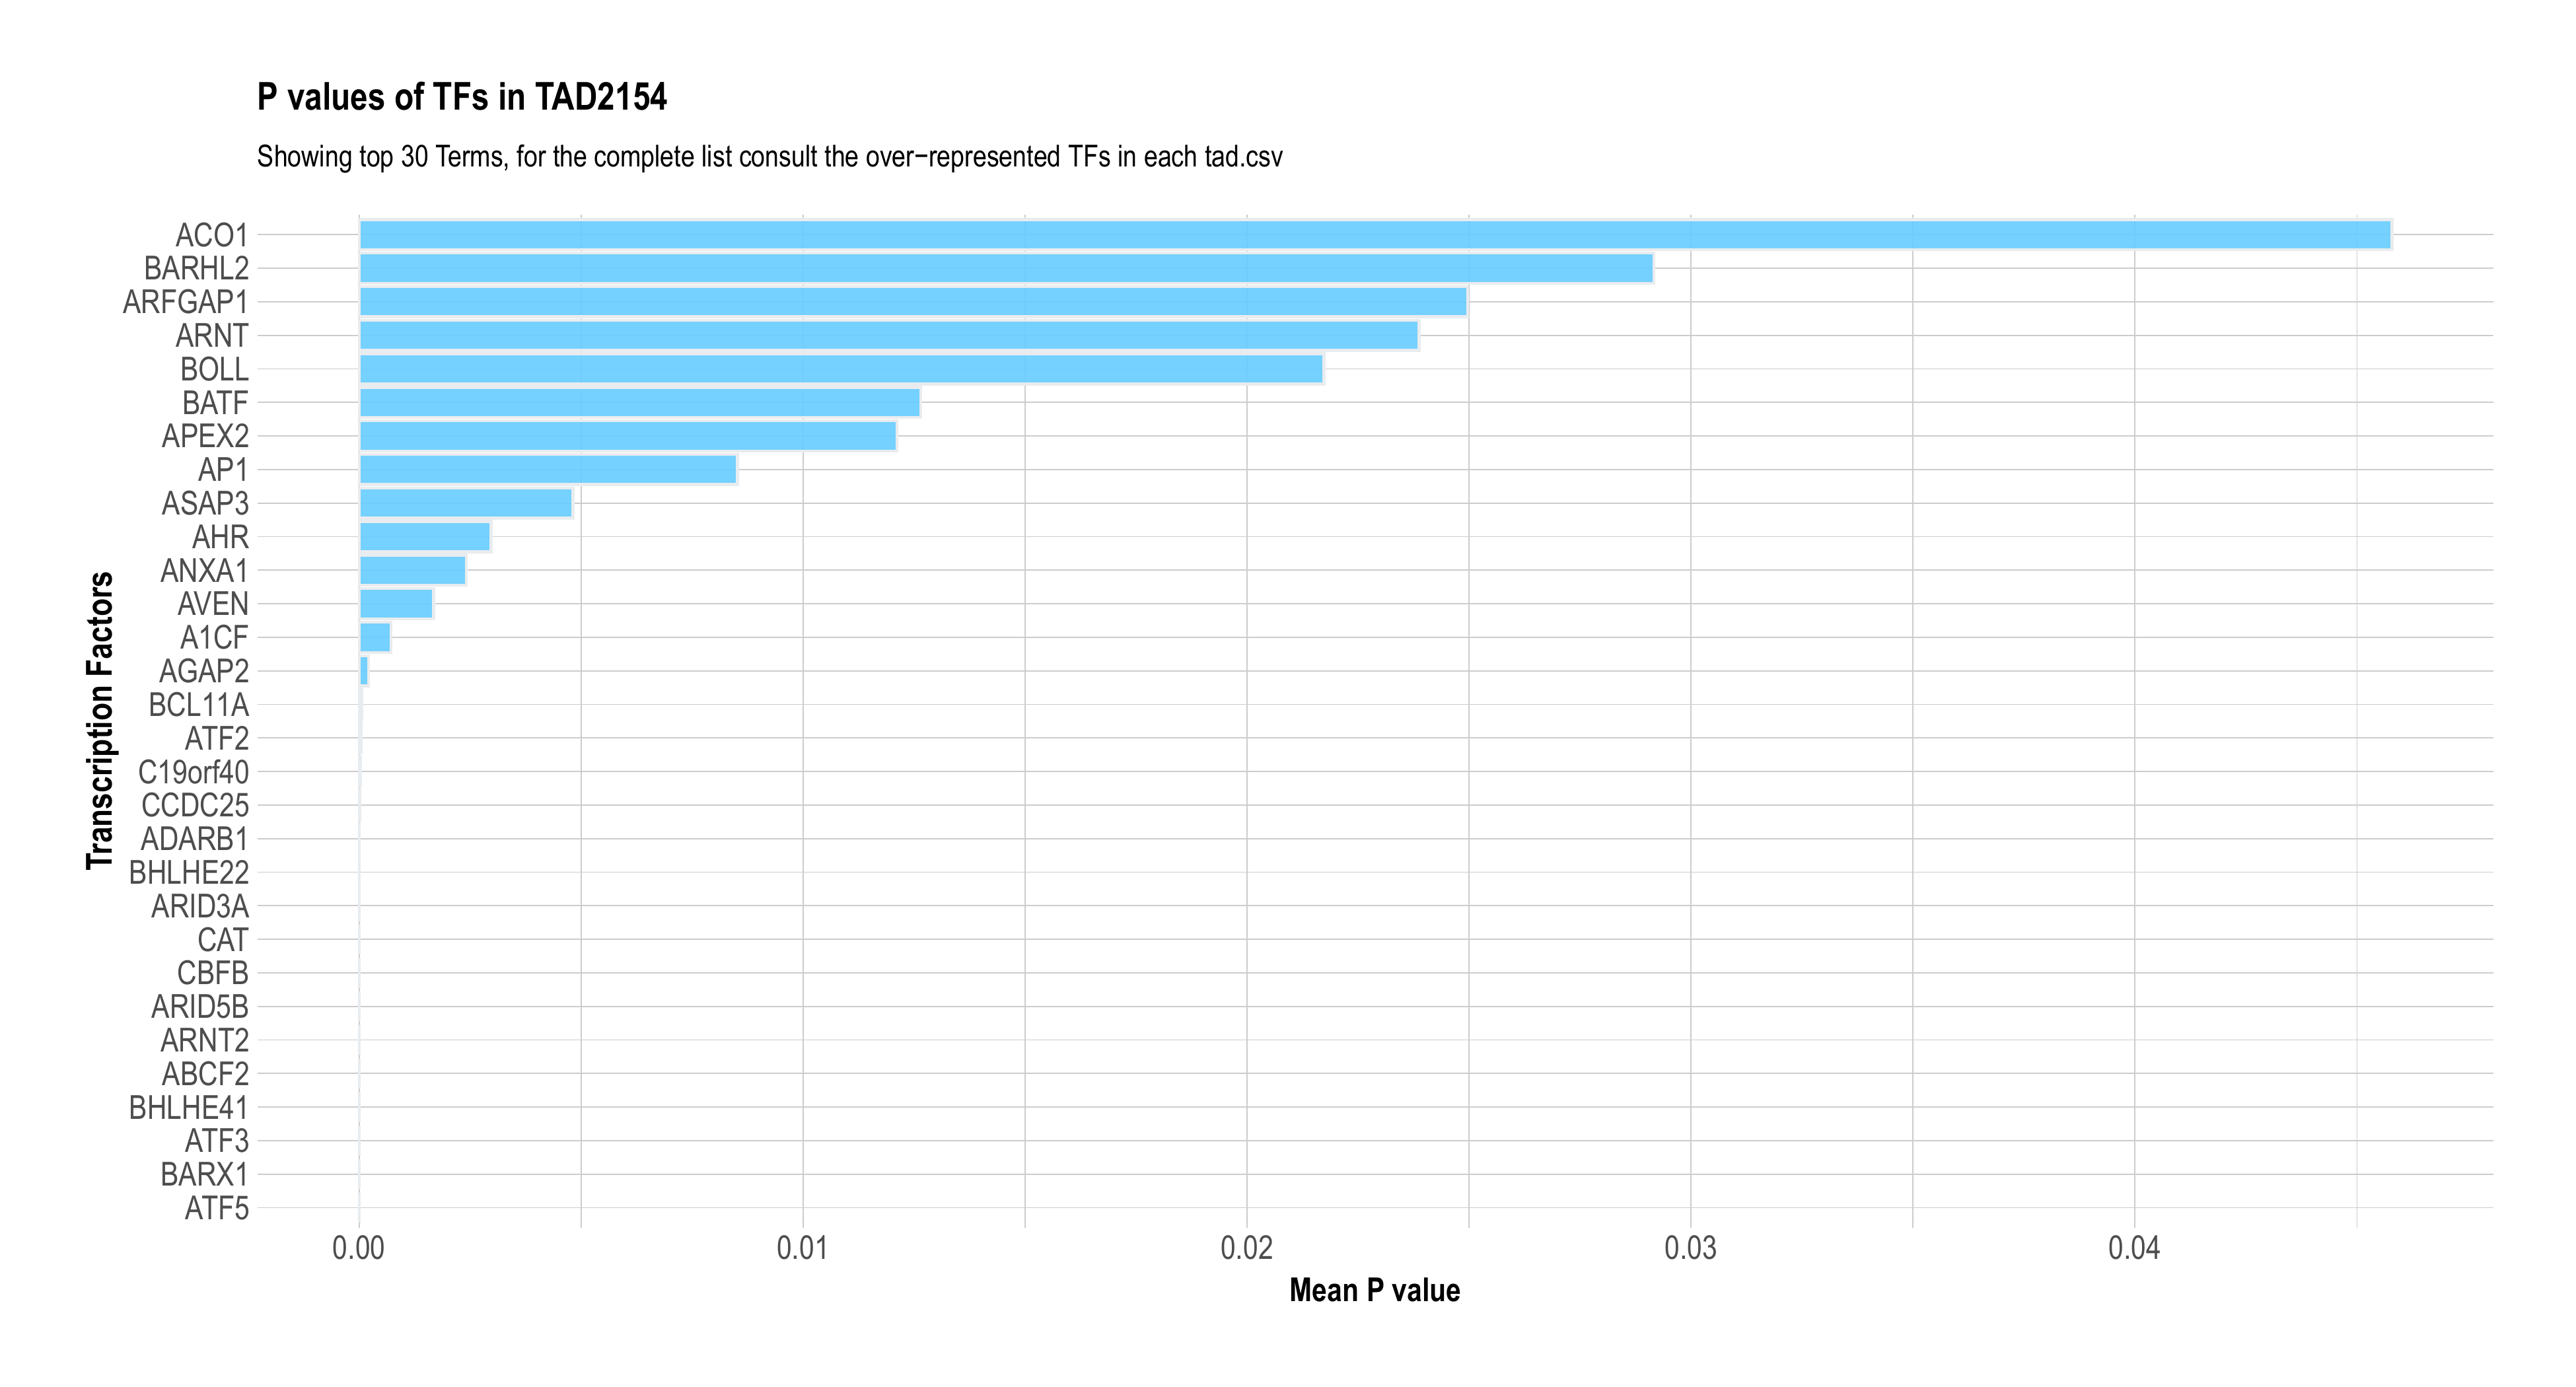 P values of TFs in TAD2154
Showing top 30 Terms, for the complete list consult the over−represented TFs in each tad.csv
Transcription Factors
ACO1
BARHL2
ARFGAP1
ARNT
BOLL
BATF
APEX2
AP1
ASAP3
AHR
ANXA1
AVEN
A1CF
AGAP2
BCL11A
ATF2
C19orf40
CCDC25
ADARB1
BHLHE22
ARID3A
CAT
CBFB
ARID5B
ARNT2
ABCF2
BHLHE41
ATF3
BARX1
ATF5
0.00 0.01 0.02 0.03 0.04
Mean P value